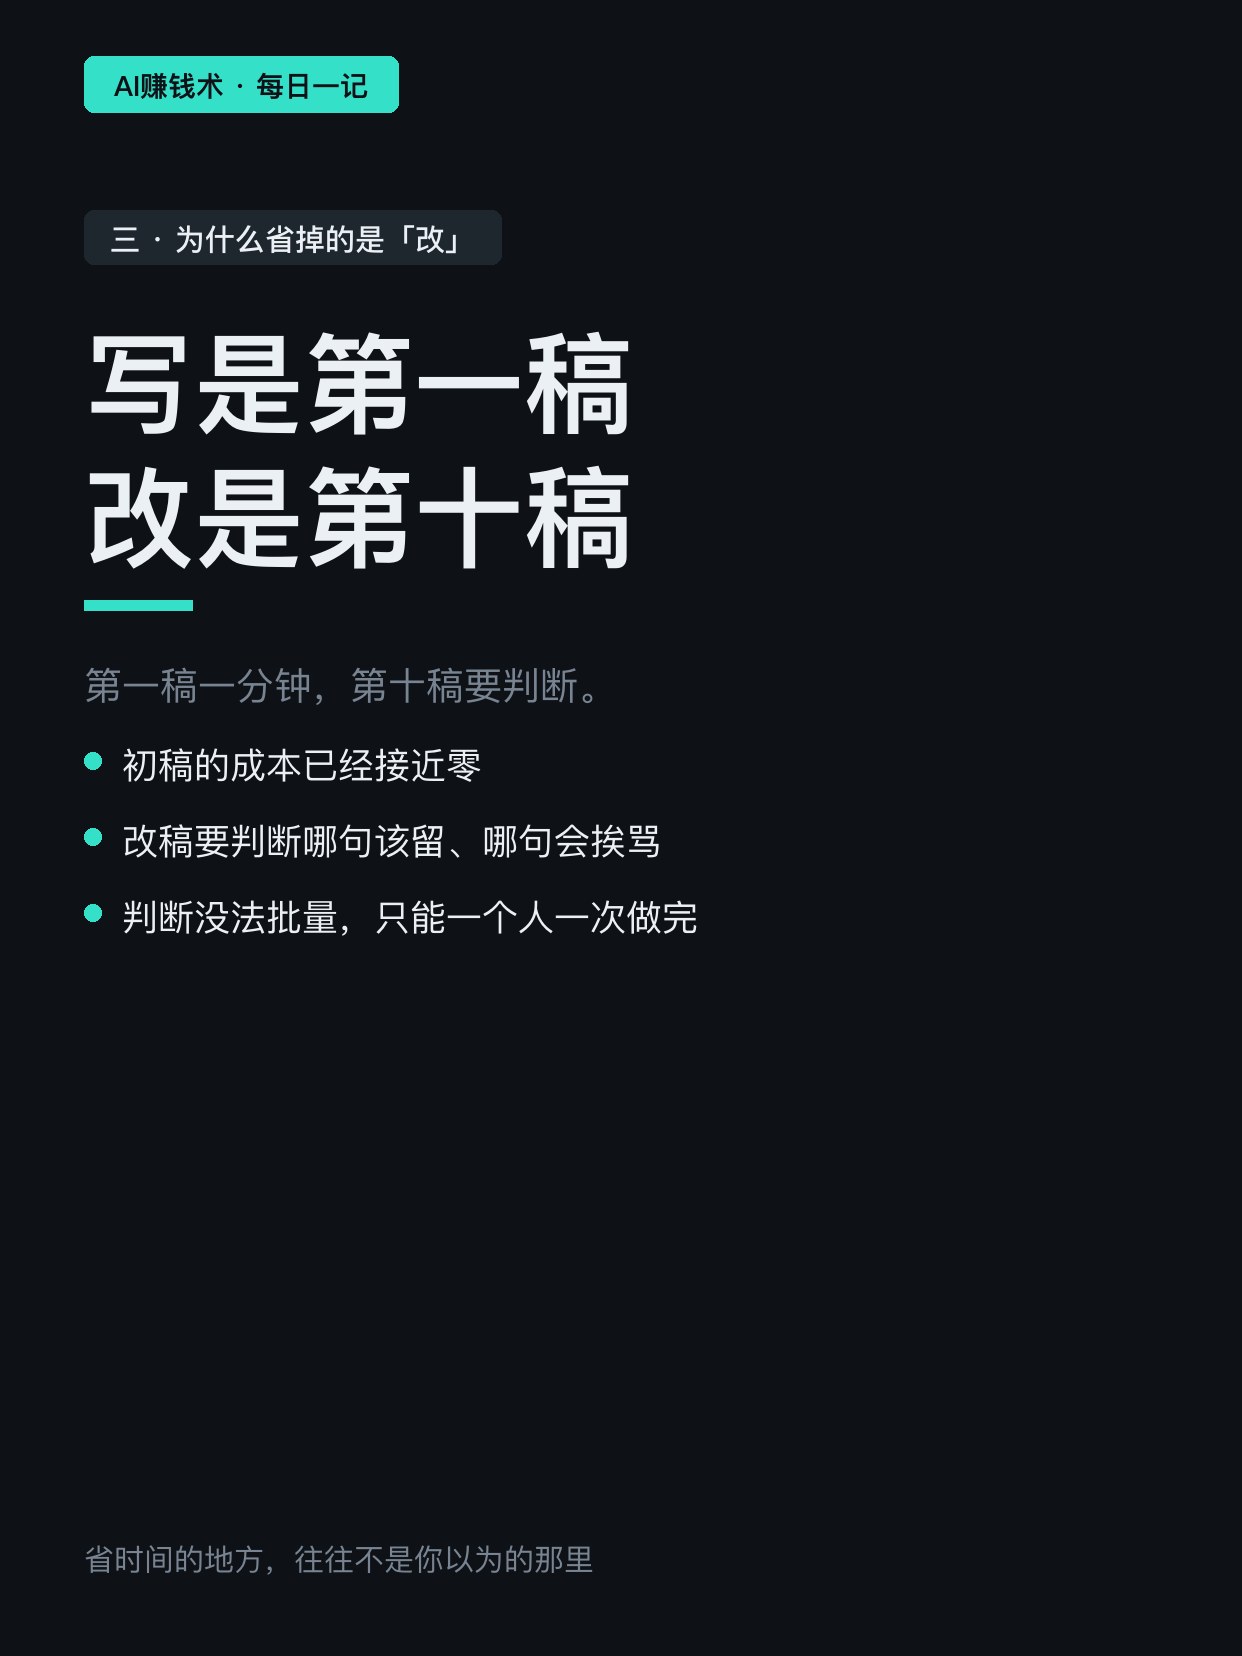 AI赚钱术 · 每日一记
三 · 为什么省掉的是「改」
写是第一稿
改是第十稿
第一稿一分钟，第十稿要判断。
初稿的成本已经接近零
改稿要判断哪句该留、哪句会挨骂
判断没法批量，只能一个人一次做完
省时间的地方，往往不是你以为的那里